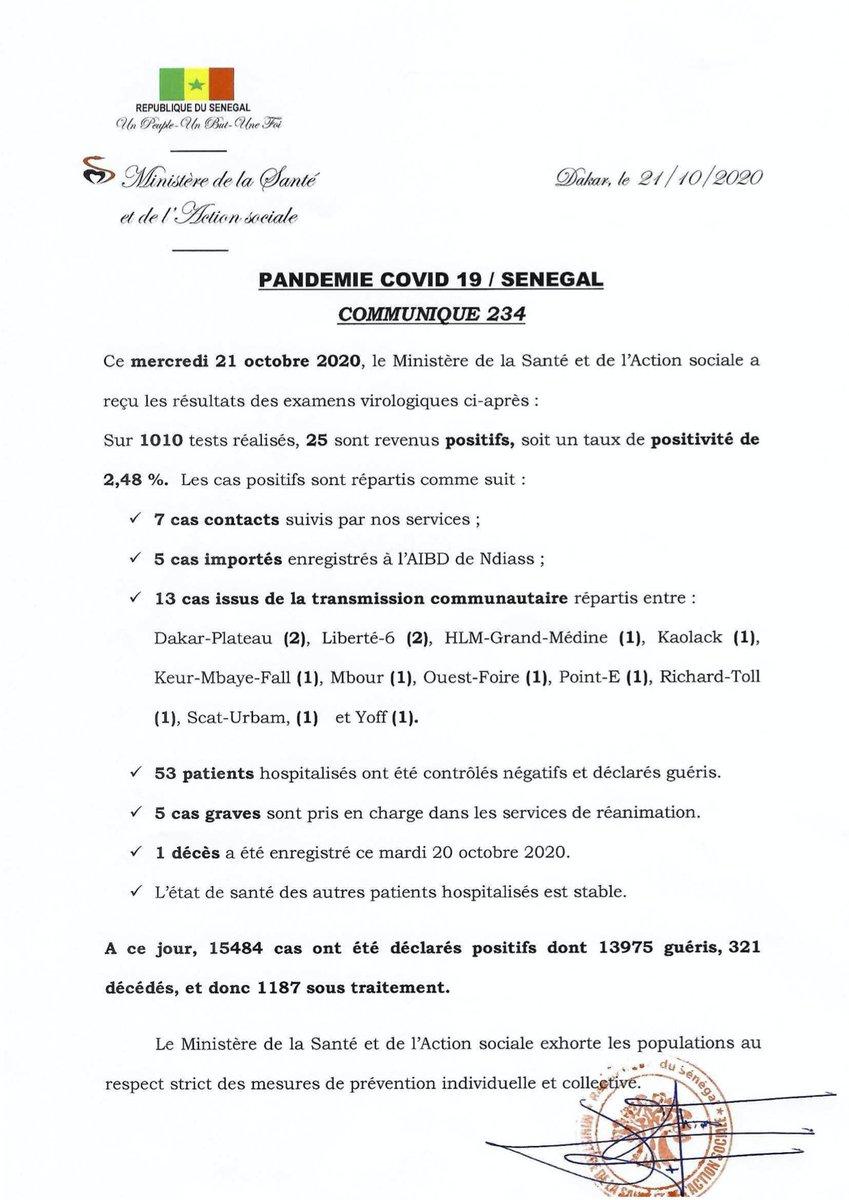 REPUBLIQUE DU SENEGAL
Un Peuple-Un But-Une Foi
Ministère de la Santé
et de l'Action sociale
Dakar, le 21/10/2020
PANDEMIE COVID 19 / SENEGAL
COMMUNIQUE 234
Ce mercredi 21 octobre 2020, le Ministère de la Santé et de l'Action sociale a
reçu les résultats des examens virologiques ci-après :
Sur 1010 tests réalisés, 25 sont revenus positifs, soit un taux de positivité de
2,48 %. Les cas positifs sont répartis comme suit :
✓ 7 cas contacts suivis par nos services ;
✓ 5 cas importés enregistrés à l'AIBD de Ndiass ;
✓ 13 cas issus de la transmission communautaire répartis entre :
Dakar-Plateau (2), Liberté-6 (2), HLM-Grand-Médine (1), Kaolack (1),
Keur-Mbaye-Fall (1), Mbour (1), Ouest-Foire (1), Point-E (1), Richard-Toll
(1), Scat-Urbam, (1) et Yoff (1).
✓ 53 patients hospitalisés ont été contrôlés négatifs et déclarés guéris.
✓ 5 cas graves sont pris en charge dans les services de réanimation.
✓ 1 décès a été enregistré ce mardi 20 octobre 2020.
✓ L'état de santé des autres patients hospitalisés est stable.
A ce jour, 15484 cas ont été déclarés positifs dont 13975 guéris, 321
décédés, et donc 1187 sous traitement.
Le Ministère de la Santé et de l'Action sociale exhorte les populations au
respect strict des mesures de prévention individuelle et collective.
du Sénégal
DE LA
L'ACTION SOCIALE